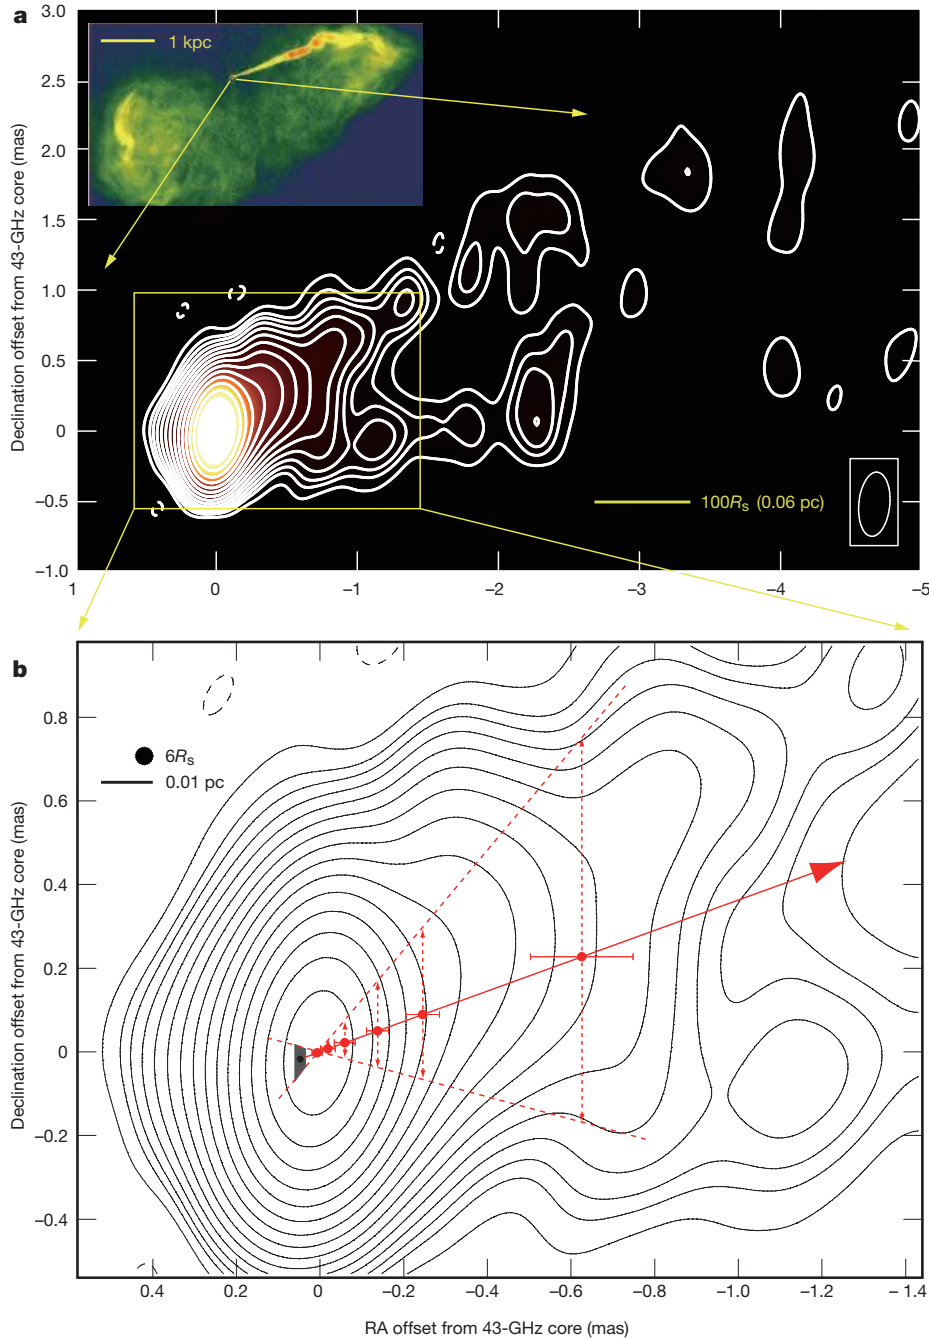 a
3.0
1 kpc
2.5
2.0
1.5
1.0
0.5
0
−0.5
−1.0
Declination offset from 43-GHz core (mas)
100Rs (0.06 pc)
1 0 −1 −2 −3 −4 −5
b
6Rs
0.01 pc
0.8
0.6
0.4
0.2
0
−0.2
−0.4
Declination offset from 43-GHz core (mas)
0.4 0.2 0 −0.2 −0.4 −0.6 −0.8 −1.0 −1.2 −1.4
RA offset from 43-GHz core (mas)